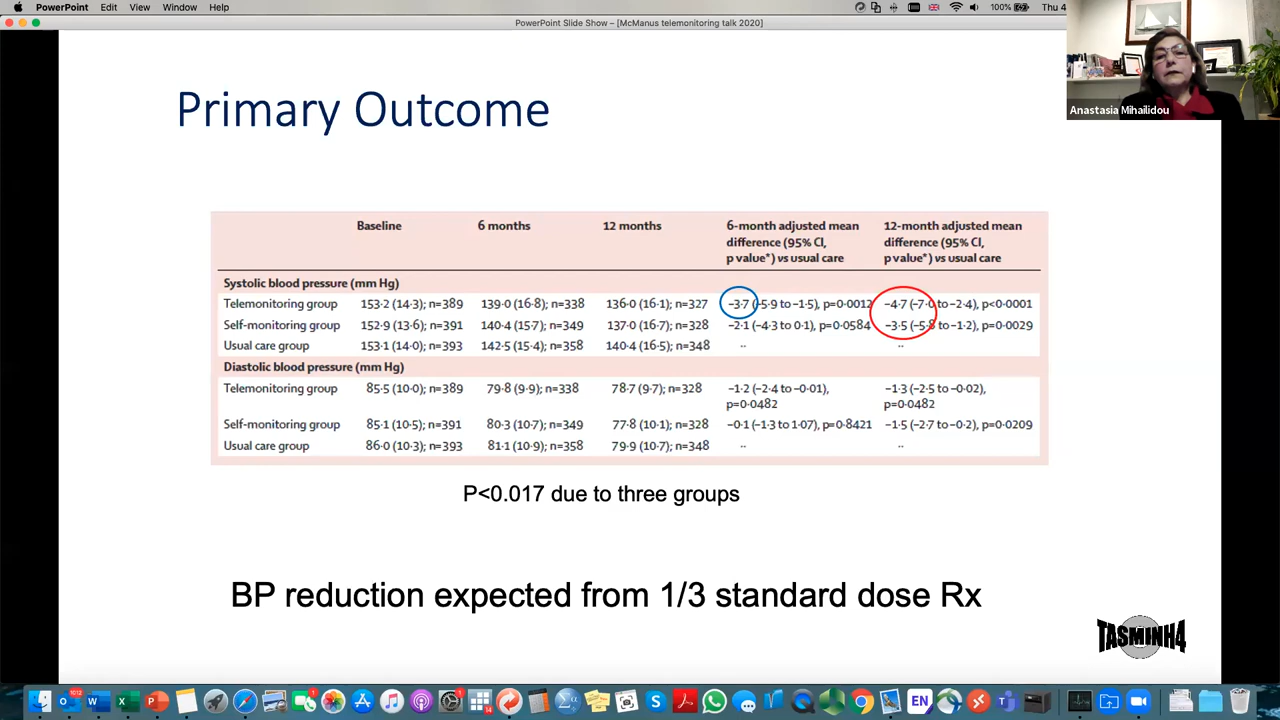 PowerPoint Edit View Window Help
100% Thu 4
PowerPoint Slide Show - [McManus telemonitoring talk 2020]
Anastasia Mihailidou
Primary Outcome
Baseline 6 months 12 months 6-month adjusted mean difference (95% CI, p value*) vs usual care 12-month adjusted mean difference (95% CI, p value*) vs usual care
Systolic blood pressure (mm Hg)
Telemonitoring group 153·2 (14·3); n=389 139·0 (16·8); n=338 136·0 (16·1); n=327 −3·7 (−5·9 to −1·5), p=0·0012 −4·7 (−7·0 to −2·4), p<0·0001
Self-monitoring group 152·9 (13·6); n=391 140·4 (15·7); n=349 137·0 (16·7); n=328 −2·1 (−4·3 to 0·1), p=0·0584 −3·5 (−5·8 to −1·2), p=0·0029
Usual care group 153·1 (14·0); n=393 142·5 (15·4); n=358 140·4 (16·5); n=348 ·· ··
Diastolic blood pressure (mm Hg)
Telemonitoring group 85·5 (10·0); n=389 79·8 (9·9); n=338 78·7 (9·7); n=328 −1·2 (−2·4 to −0·01), p=0·0482 −1·3 (−2·5 to −0·02), p=0·0482
Self-monitoring group 85·1 (10·5); n=391 80·3 (10·7); n=349 77·8 (10·1); n=328 −0·1 (−1·3 to 1·07), p=0·8421 −1·5 (−2·7 to −0·2), p=0·0209
Usual care group 86·0 (10·3); n=393 81·1 (10·9); n=358 79·9 (10·7); n=348 ·· ··
P<0.017 due to three groups
BP reduction expected from 1/3 standard dose Rx
TASMINH4
EN